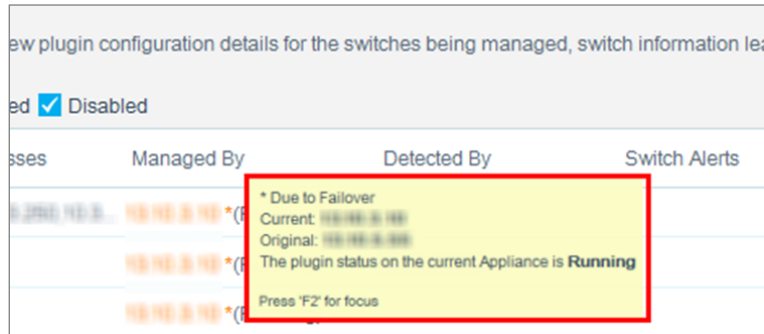 ew plugin configuration details for the switches being managed, switch information lea
ed Disabled
sses Managed By Detected By Switch Alerts
* Due to Failover
Current:
Original:
The plugin status on the current Appliance is Running
Press 'F2' for focus
*(F
*(F
*(